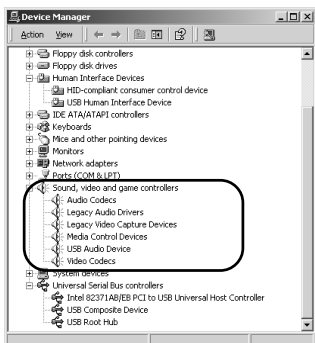 Device Manager
Action View
Floppy disk controllers
Floppy disk drives
Human Interface Devices
HID-compliant consumer control device
USB Human Interface Device
IDE ATA/ATAPI controllers
Keyboards
Mice and other pointing devices
Monitors
Network adapters
Ports (COM & LPT)
Sound, video and game controllers
Audio Codecs
Legacy Audio Drivers
Legacy Video Capture Devices
Media Control Devices
USB Audio Device
Video Codecs
System devices
Universal Serial Bus controllers
Intel 82371AB/EB PCI to USB Universal Host Controller
USB Composite Device
USB Root Hub